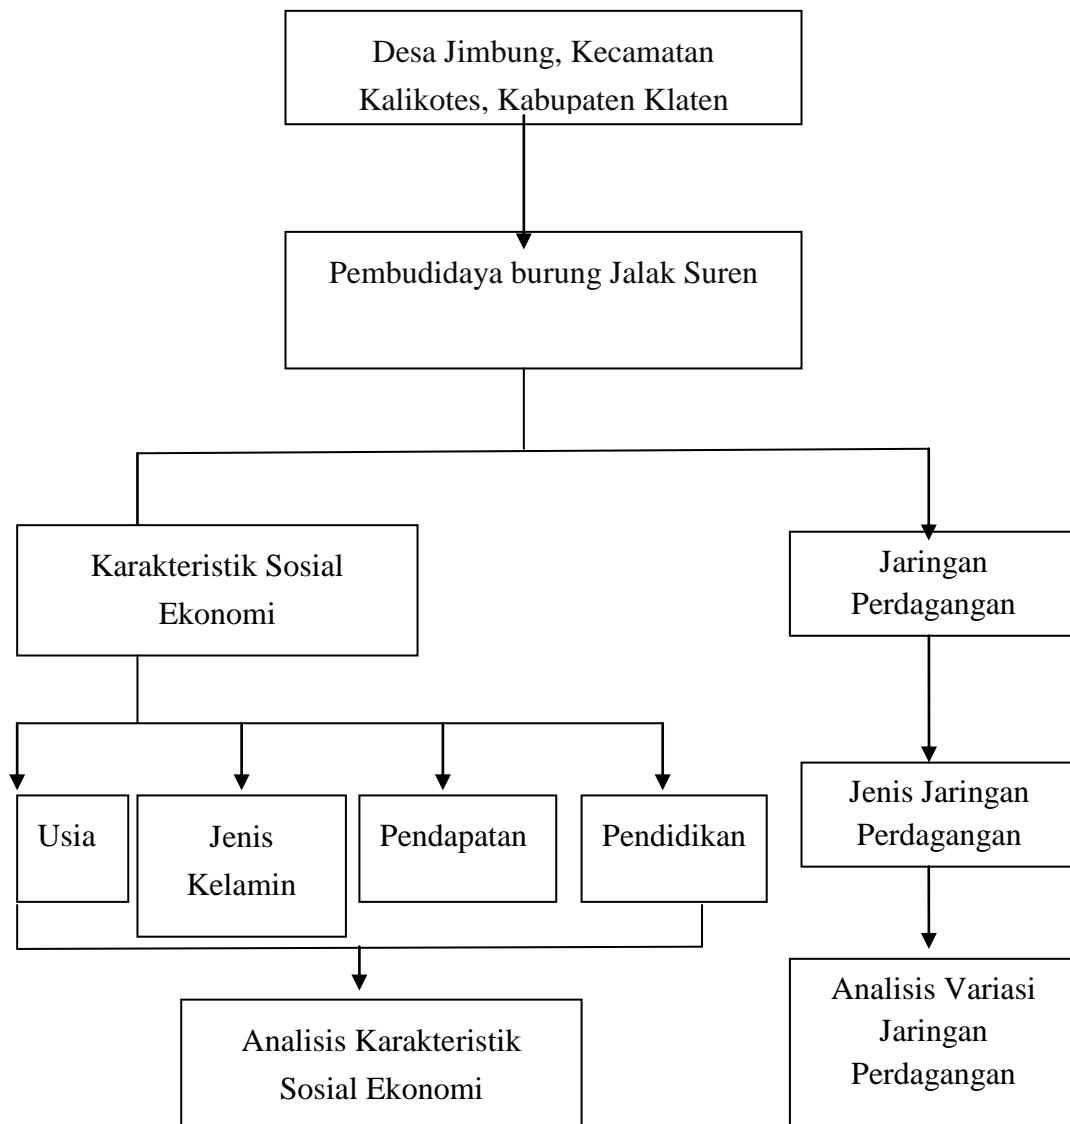 Desa Jimbung, Kecamatan
Kalikotes, Kabupaten Klaten
Pembudidaya burung Jalak Suren
Karakteristik Sosial
Ekonomi
Jaringan
Perdagangan
Usia
Jenis
Kelamin
Pendapatan
Pendidikan
Jenis Jaringan
Perdagangan
Analisis Karakteristik
Sosial Ekonomi
Analisis Variasi
Jaringan
Perdagangan